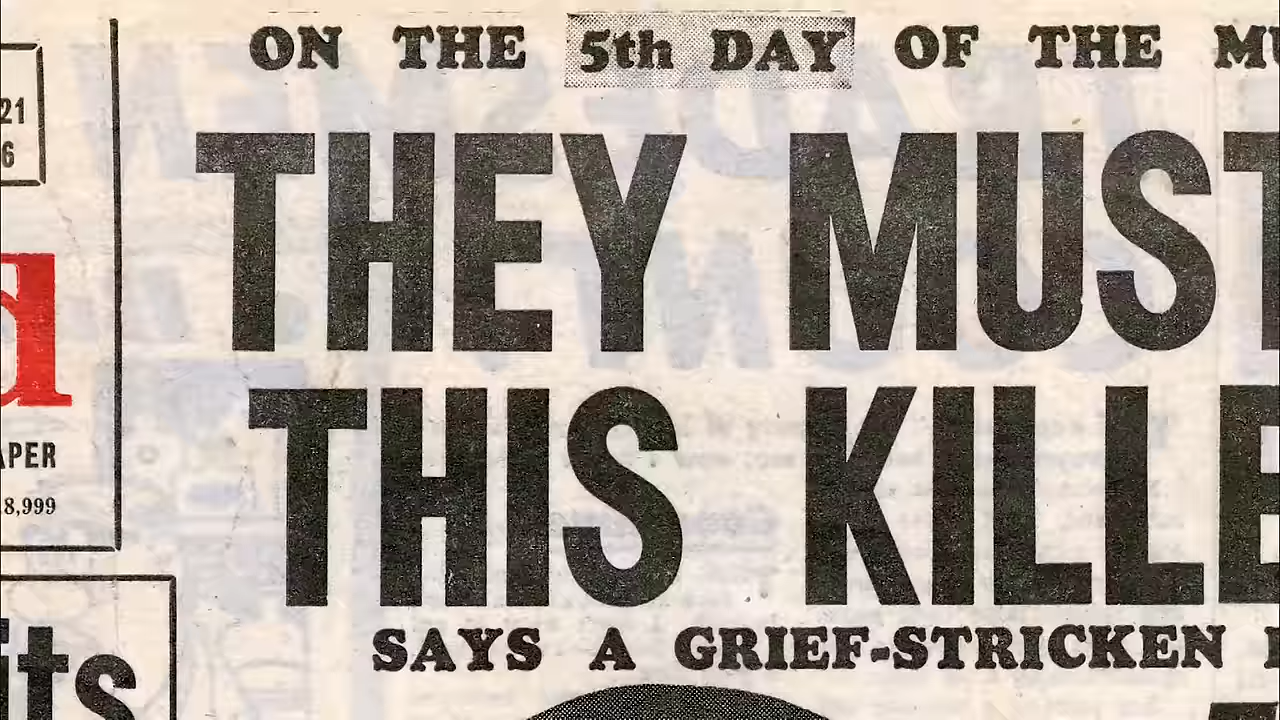 ON THE 5th DAY OF THE MU
THEY MUST
THIS KILLE
SAYS A GRIEF-STRICKEN
21
6
d
APER
8,999
its